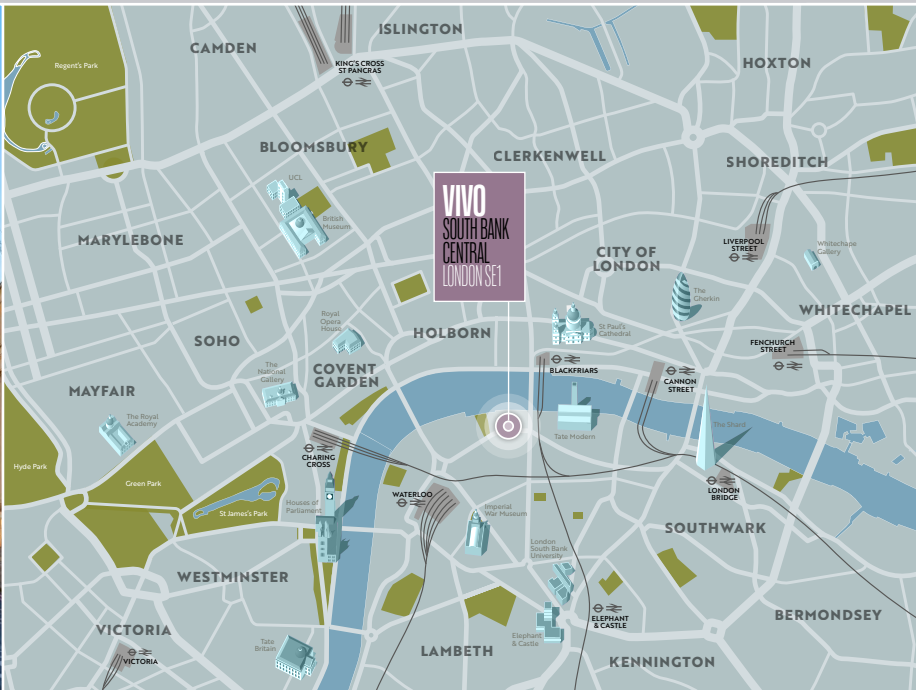 ISLINGTON
CAMDEN
Regent's Park
KING'S CROSS
ST PANCRAS
HOXTON
BLOOMSBURY
CLERKENWELL
SHOREDITCH
UCL
British
Museum
VIVO
SOUTH BANK
CENTRAL
LONDON SE1
MARYLEBONE
CITY OF
LONDON
LIVERPOOL
STREET
Whitechape
Gallery
The
Gherkin
WHITECHAPEL
Royal
Opera
House
SOHO
HOLBORN
St Paul's
Cathedral
FENCHURCH
STREET
The
National
Gallery
COVENT
GARDEN
BLACKFRIARS
CANNON
STREET
MAYFAIR
The Royal
Academy
Tate Modern
The Shard
CHARING
CROSS
Hyde Park
Green Park
St James's Park
Houses of
Parliament
WATERLOO
Imperial
War Museum
LONDON
BRIDGE
SOUTHWARK
London
South Bank
University
WESTMINSTER
ELEPHANT
& CASTLE
BERMONDSEY
VICTORIA
VICTORIA
Tate
Britain
Elephant
& Castle
LAMBETH
KENNINGTON